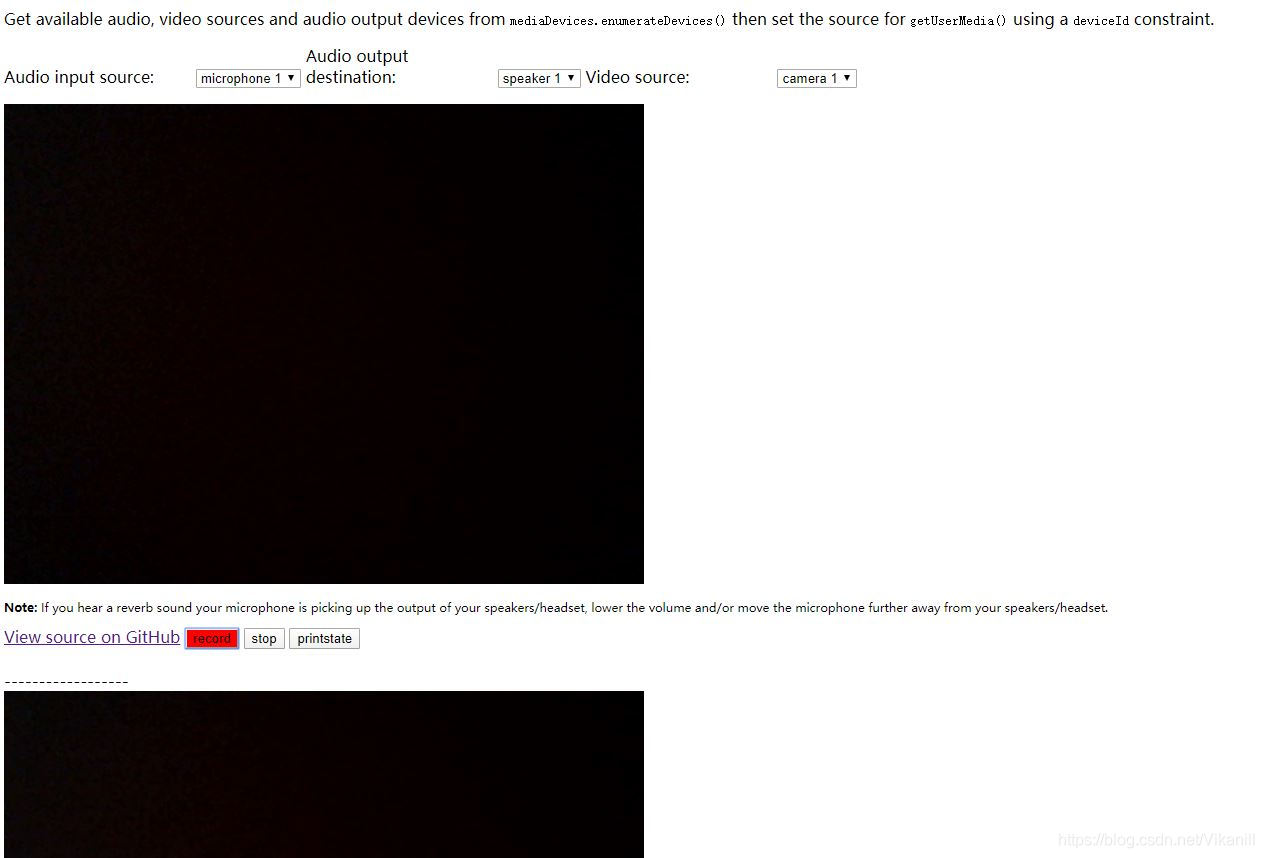 Get available audio, video sources and audio output devices from mediaDevices.enumerateDevices() then set the source for getUserMedia() using a deviceId constraint.
Audio input source: microphone 1 Audio output destination: speaker 1 Video source: camera 1
Note: If you hear a reverb sound your microphone is picking up the output of your speakers/headset, lower the volume and/or move the microphone further away from your speakers/headset.
View source on GitHub record stop printstate
------------------
https://blog.csdn.net/Vikanill